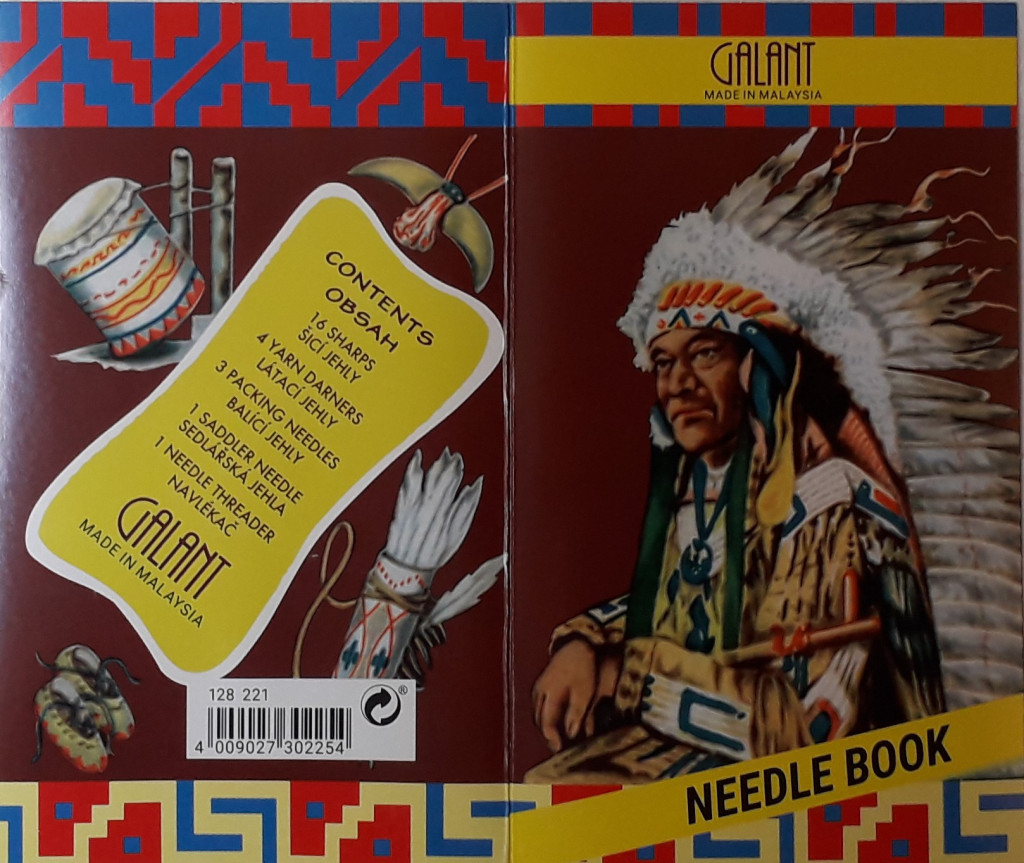 GALANT
MADE IN MALAYSIA
CONTENTS
OBSAH
16 SHARPS
ŠICÍ JEHLY
4 YARN DARNERS
LÁTACÍ JEHLY
3 PACKING NEEDLES
BALÍCÍ JEHLY
1 SADDLER NEEDLE
SEDLÁŘSKÁ JEHLA
1 NEEDLE THREADER
NAVLÉKAČ
GALANT
MADE IN MALAYSIA
128 221
4 009027 302254
®
NEEDLE BOOK